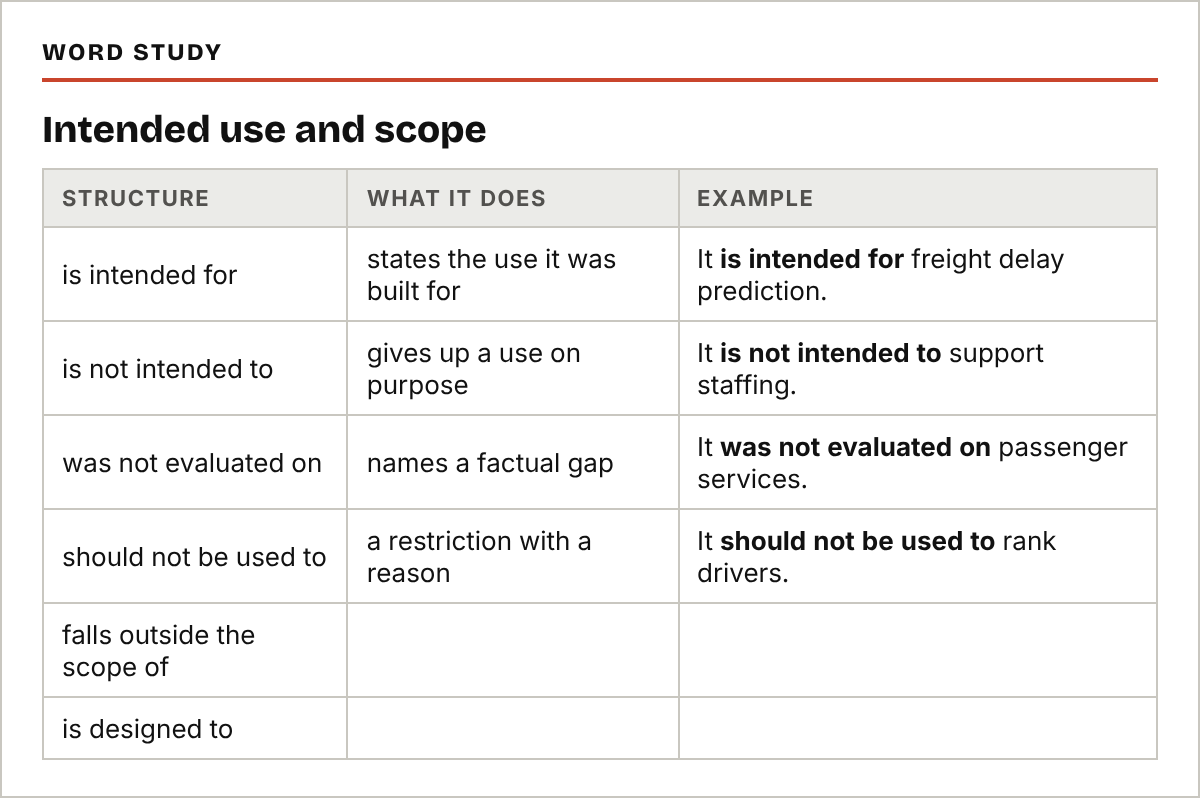 WORD STUDY
Intended use and scope
STRUCTURE
WHAT IT DOES
EXAMPLE
is intended for
states the use it was
built for
It is intended for freight delay
prediction.
is not intended to
gives up a use on
purpose
It is not intended to support
staffing.
was not evaluated on
names a factual gap
It was not evaluated on passenger
services.
should not be used to
a restriction with a
reason
It should not be used to rank
drivers.
falls outside the
scope of
is designed to